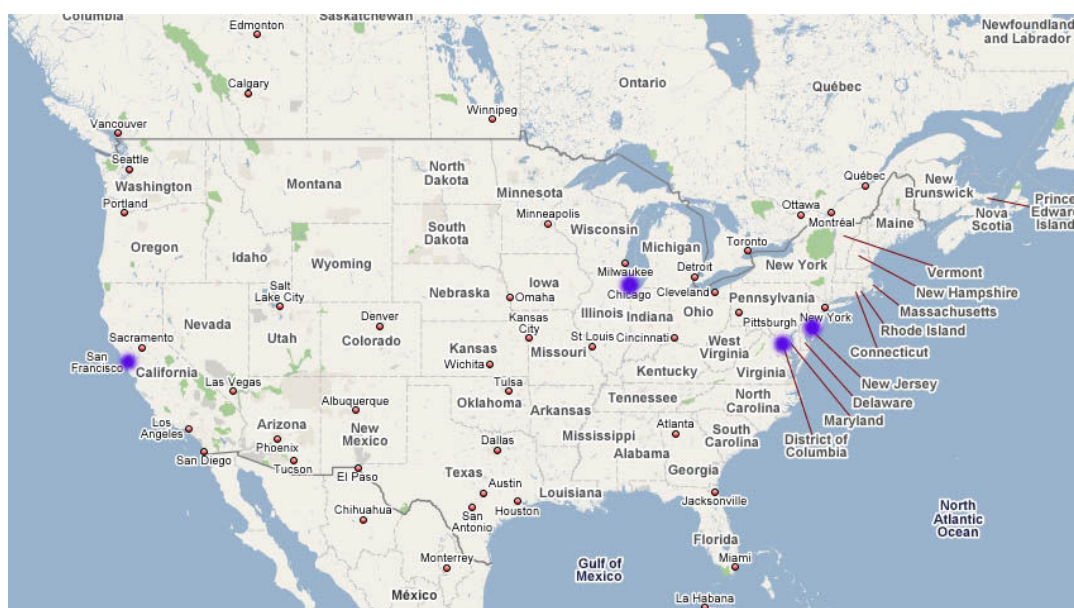 Columbia
Saskatchewan
Newfoundland
and Labrador
Edmonton
Ontario
Québec
Calgary
Winnipeg
Vancouver
Seattle
Washington
Montana
North
Dakota
Minnesota
Québec
New
Brunswick
Prince
Edward
Island
Portland
Minneapolis
Ottawa
Montréal
Maine
Nova
Scotia
Oregon
Idaho
South
Dakota
Wisconsin
Michigan
Toronto
Wyoming
Milwaukee
Detroit
New York
Vermont
Salt
Lake City
Nebraska
Iowa
Omaha
Chicago
Cleveland
Pennsylvania
New Hampshire
Massachusetts
Nevada
Denver
Illinois
Indiana
Ohio
Pittsburgh
New York
Rhode Island
Sacramento
Utah
Colorado
Kansas
City
St Louis
Cincinnati
West
Virginia
Connecticut
San
Francisco
California
Kansas
Missouri
Wichita
Kentucky
Virginia
New Jersey
Las Vegas
Tulsa
Delaware
Albuquerque
Oklahoma
Arkansas
Tennessee
North
Carolina
Maryland
Los
Angeles
Arizona
Phoenix
New
Mexico
Dallas
Mississippi
Atlanta
South
Carolina
District of
Columbia
San Diego
Tucson
El Paso
Texas
Alabama
Georgia
Austin
Louisiana
Jacksonville
Chihuahua
San
Antonio
Houston
North
Atlantic
Ocean
Florida
Monterrey
Gulf of
Mexico
Miami
México
La Habana